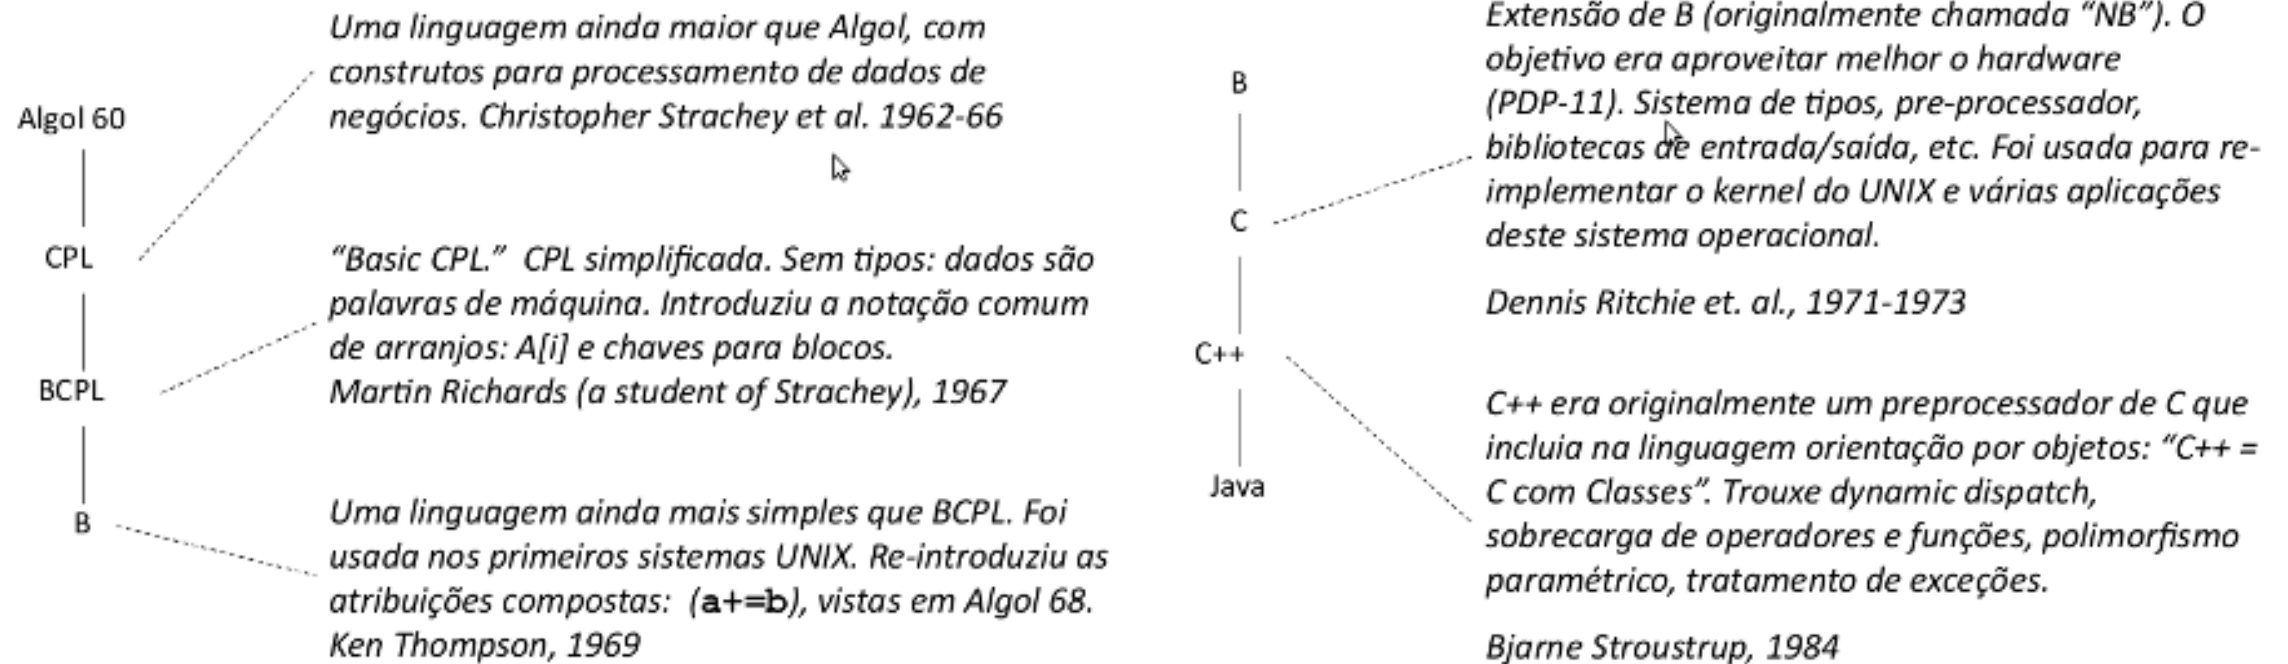 Algol 60
CPL
BCPL
B
Uma linguagem ainda maior que Algol, com
construtos para processamento de dados de
negócios. Christopher Strachey et al. 1962-66
“Basic CPL.” CPL simplificada. Sem tipos: dados são
palavras de máquina. Introduziu a notação comum
de arranjos: A[i] e chaves para blocos.
Martin Richards (a student of Strachey), 1967
Uma linguagem ainda mais simples que BCPL. Foi
usada nos primeiros sistemas UNIX. Re-introduziu as
atribuições compostas: (a+=b), vistas em Algol 68.
Ken Thompson, 1969
B
C
C++
Java
Extensão de B (originalmente chamada “NB”). O
objetivo era aproveitar melhor o hardware
(PDP-11). Sistema de tipos, pre-processador,
bibliotecas de entrada/saída, etc. Foi usada para re-
implementar o kernel do UNIX e várias aplicações
deste sistema operacional.
Dennis Ritchie et. al., 1971-1973
C++ era originalmente um preprocessador de C que
incluia na linguagem orientação por objetos: “C++ =
C com Classes”. Trouxe dynamic dispatch,
sobrecarga de operadores e funções, polimorfismo
paramétrico, tratamento de exceções.
Bjarne Stroustrup, 1984